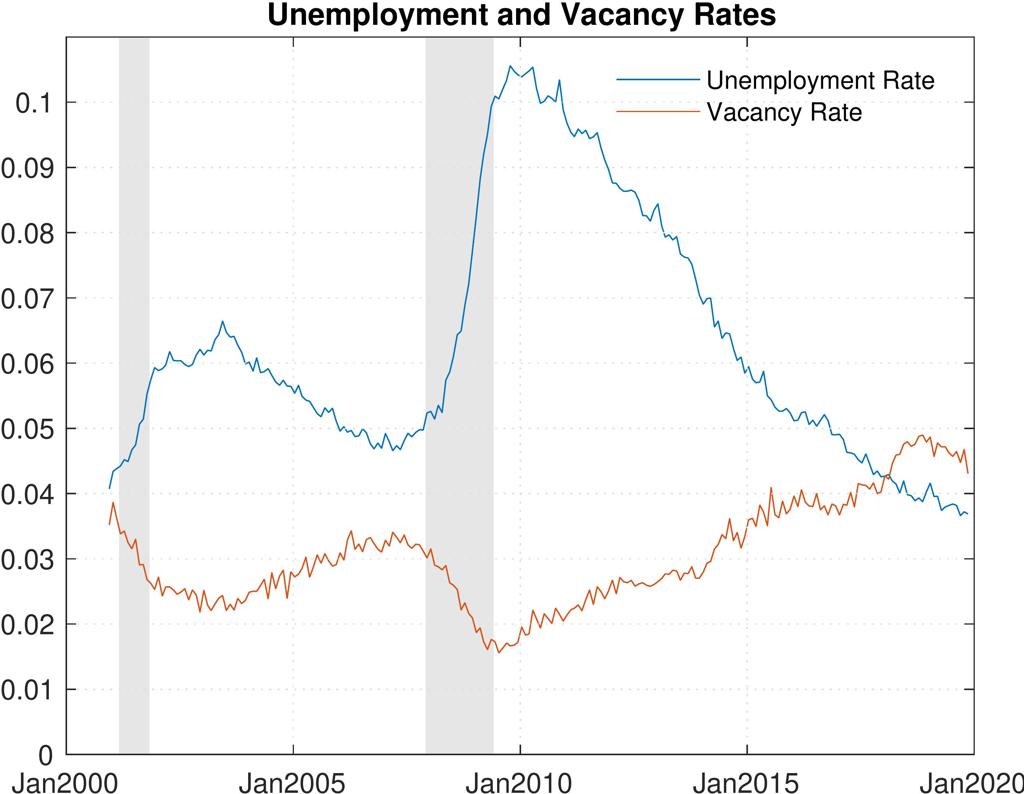 Unemployment and Vacancy Rates
Unemployment Rate
Vacancy Rate
0.1
0.09
0.08
0.07
0.06
0.05
0.04
0.03
0.02
0.01
0
Jan2000 Jan2005 Jan2010 Jan2015 Jan2020